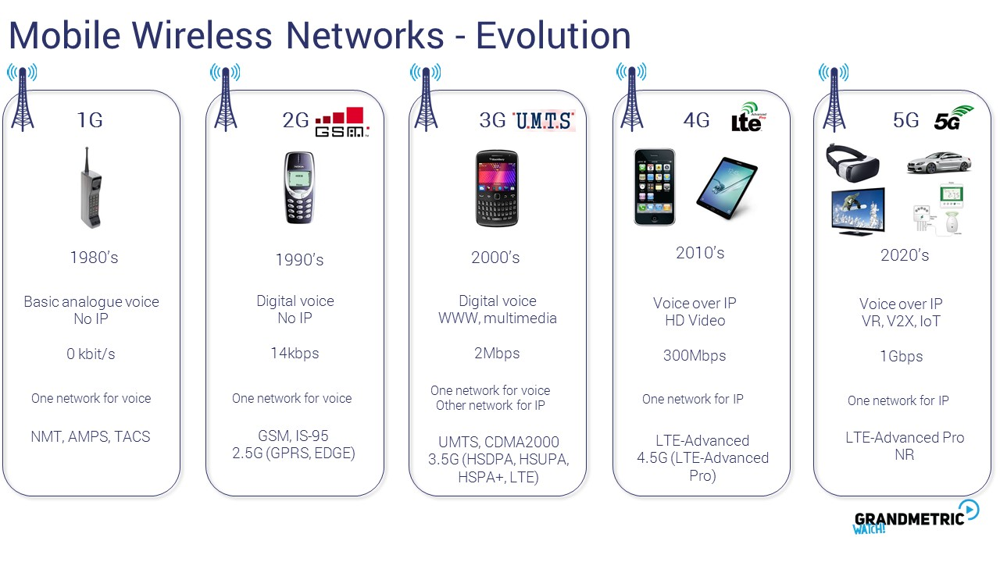 Mobile Wireless Networks - Evolution
1G
1980's
Basic analogue voice
No IP
0 kbit/s
One network for voice
NMT, AMPS, TACS
2G
GSM
1990's
Digital voice
No IP
14kbps
One network for voice
GSM, IS-95
2.5G (GPRS, EDGE)
3G
U.M.T.S
2000's
Digital voice
WWW, multimedia
2Mbps
One network for voice
Other network for IP
UMTS, CDMA2000
3.5G (HSDPA, HSUPA,
HSPA+, LTE)
4G
Lte
Advanced
Pro
2010's
Voice over IP
HD Video
300Mbps
One network for IP
LTE-Advanced
4.5G (LTE-Advanced
Pro)
5G
5G
2020's
Voice over IP
VR, V2X, IoT
1Gbps
One network for IP
LTE-Advanced Pro
NR
GRANDMETRIC
WATCH!